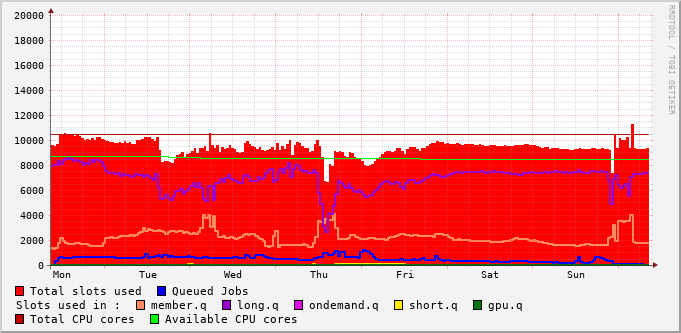 20000
18000
16000
14000
12000
10000
8000
6000
4000
2000
0
Mon Tue Wed Thu Fri Sat Sun
RRDTOOL / TOBI OETIKER
Total slots used Queued Jobs
Slots used in : member.q long.q ondemand.q short.q gpu.q
Total CPU cores Available CPU cores